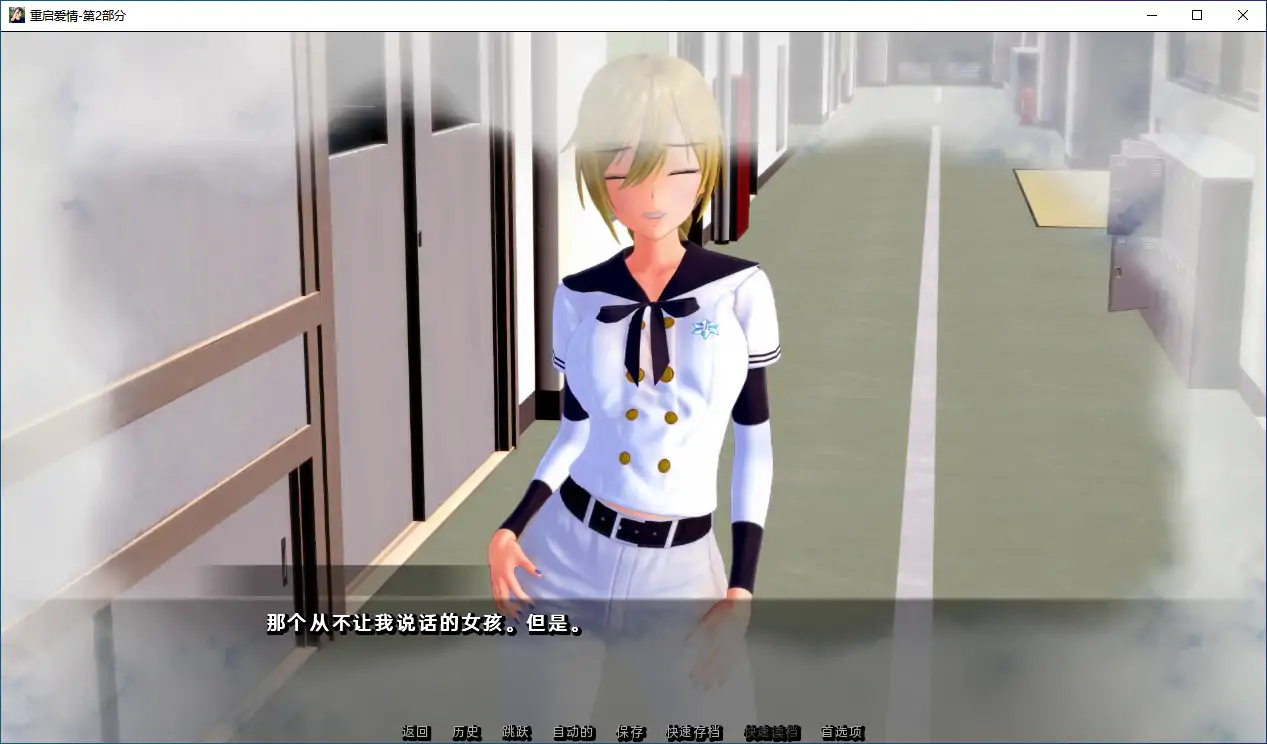 重启爱情-第2部分
那个从不让我说话的女孩。但是。
返回 历史 跳跃 自动的 保存 快速存档 快速读档 首选项